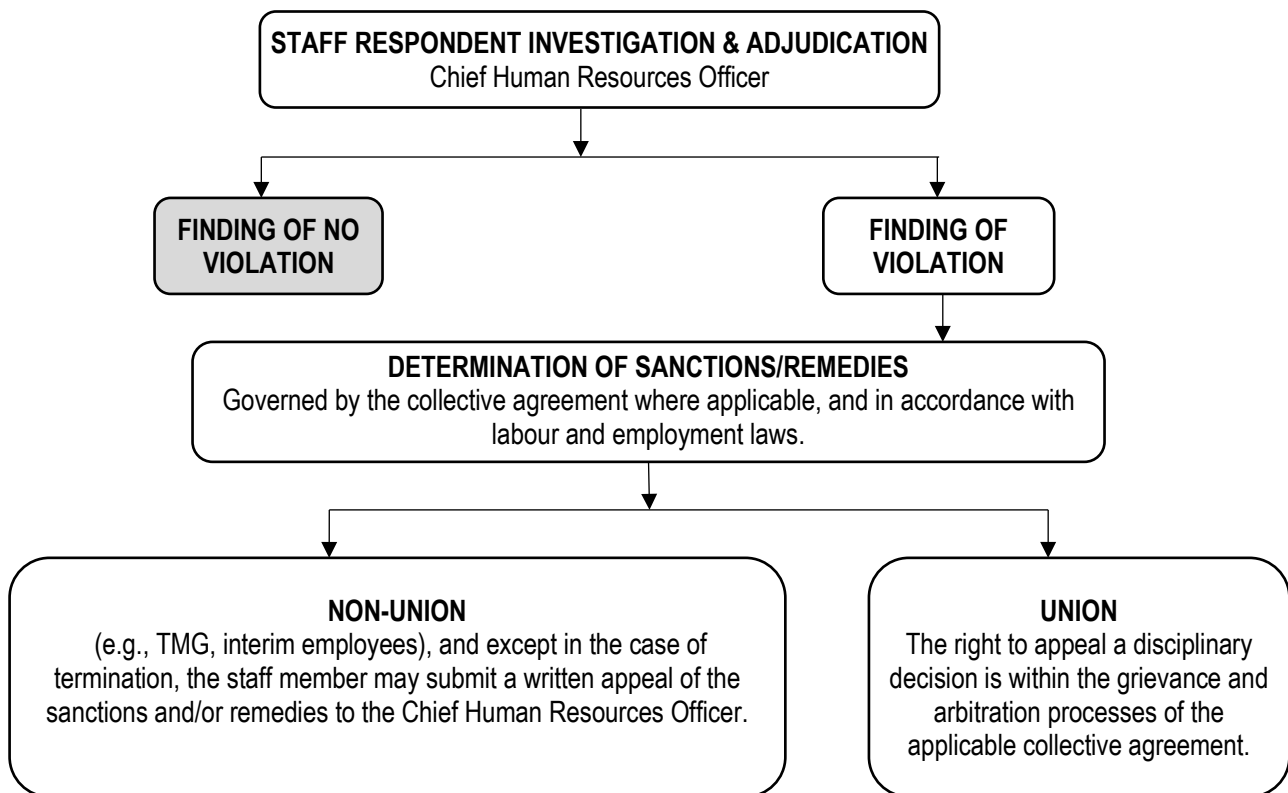 STAFF RESPONDENT INVESTIGATION & ADJUDICATION
Chief Human Resources Officer
FINDING OF NO
VIOLATION
FINDING OF
VIOLATION
DETERMINATION OF SANCTIONS/REMEDIES
Governed by the collective agreement where applicable, and in accordance with
labour and employment laws.
NON-UNION
(e.g., TMG, interim employees), and except in the case of
termination, the staff member may submit a written appeal of the
sanctions and/or remedies to the Chief Human Resources Officer.
UNION
The right to appeal a disciplinary
decision is within the grievance and
arbitration processes of the
applicable collective agreement.